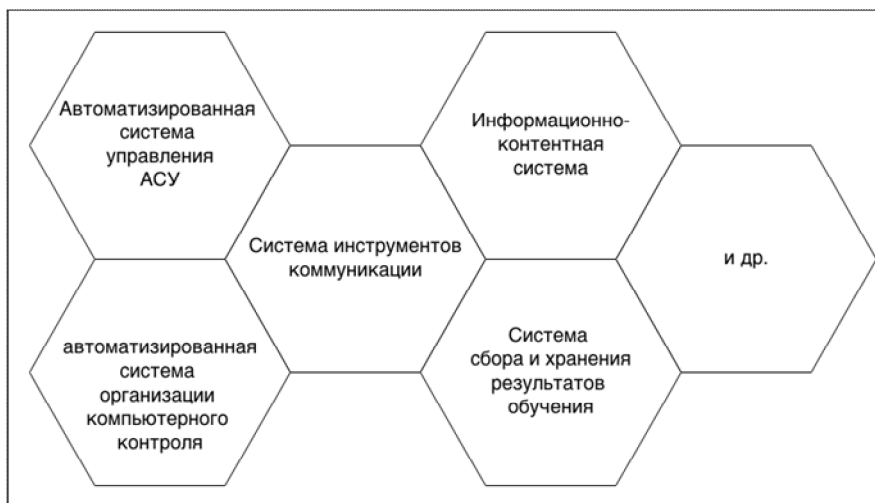 Автоматизированная
система
управления
АСУ
Информационно-
контентная
система
Система инструментов
коммуникации
и др.
автоматизированная
система
организации
компьютерного
контроля
Система
сбора и хранения
результатов
обучения